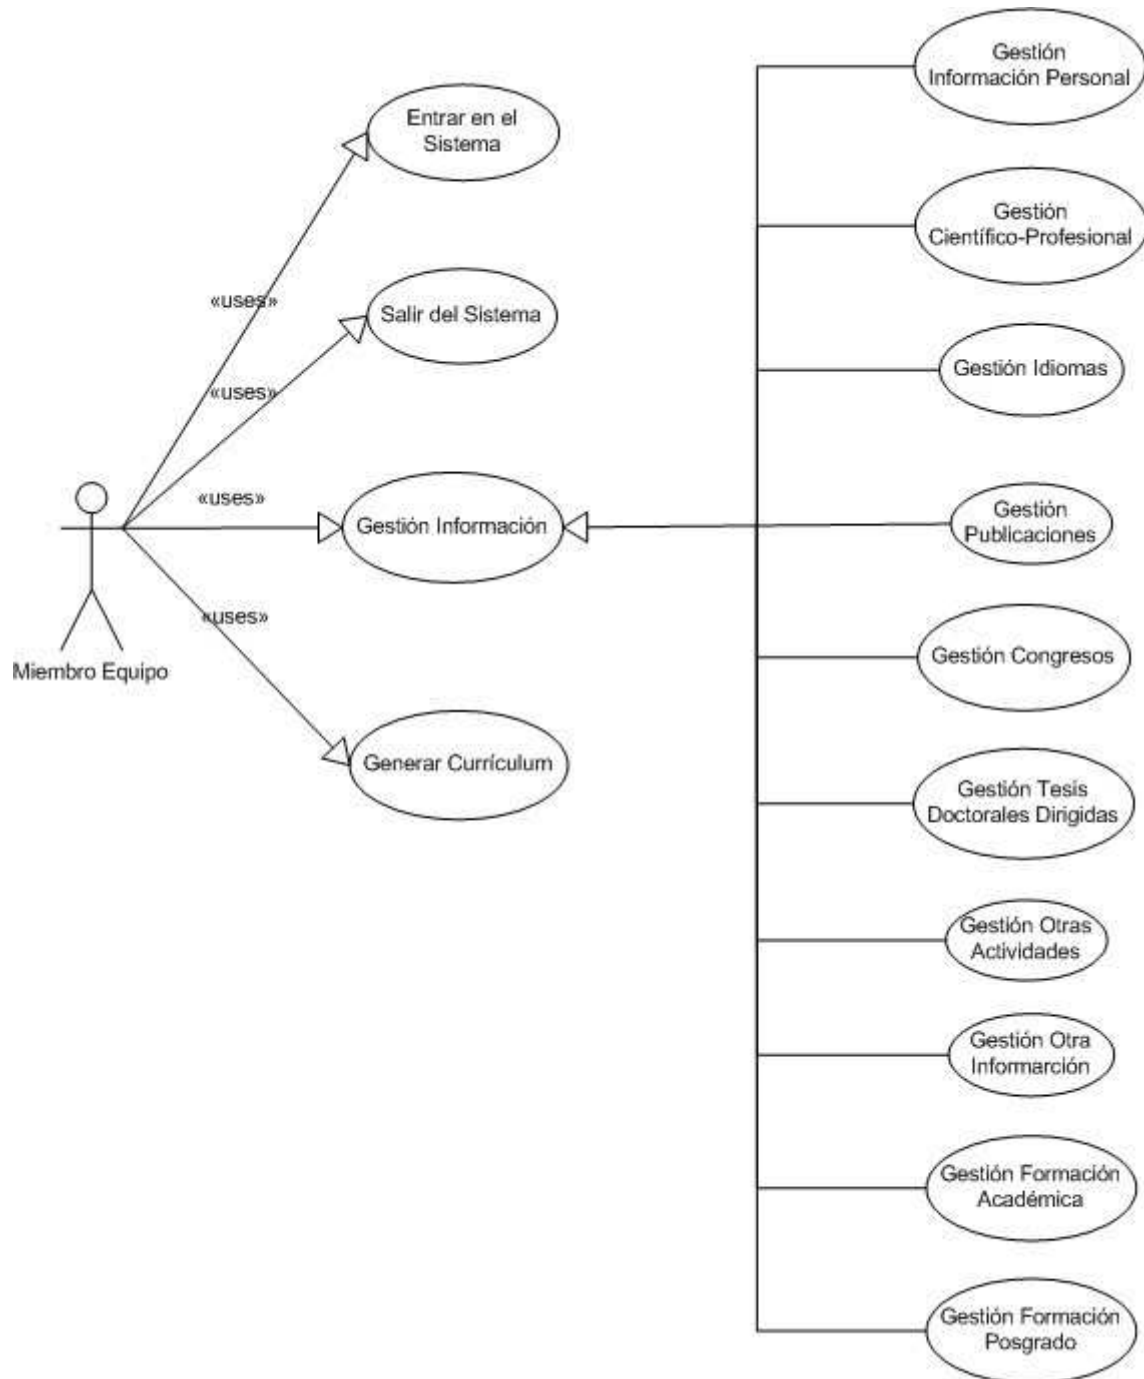 Gestión
Información Personal
Entrar en el
Sistema
Gestión
Científico-Profesional
«uses»
Salir del Sistema
«uses»
Gestión Idiomas
«uses»
Gestión Información
Gestión
Publicaciones
«uses»
Miembro Equipo
Gestión Congresos
Generar Currículum
Gestión Tesis
Doctorales Dirigidas
Gestión Otras
Actividades
Gestión Otra
Informarción
Gestión Formación
Académica
Gestión Formación
Posgrado